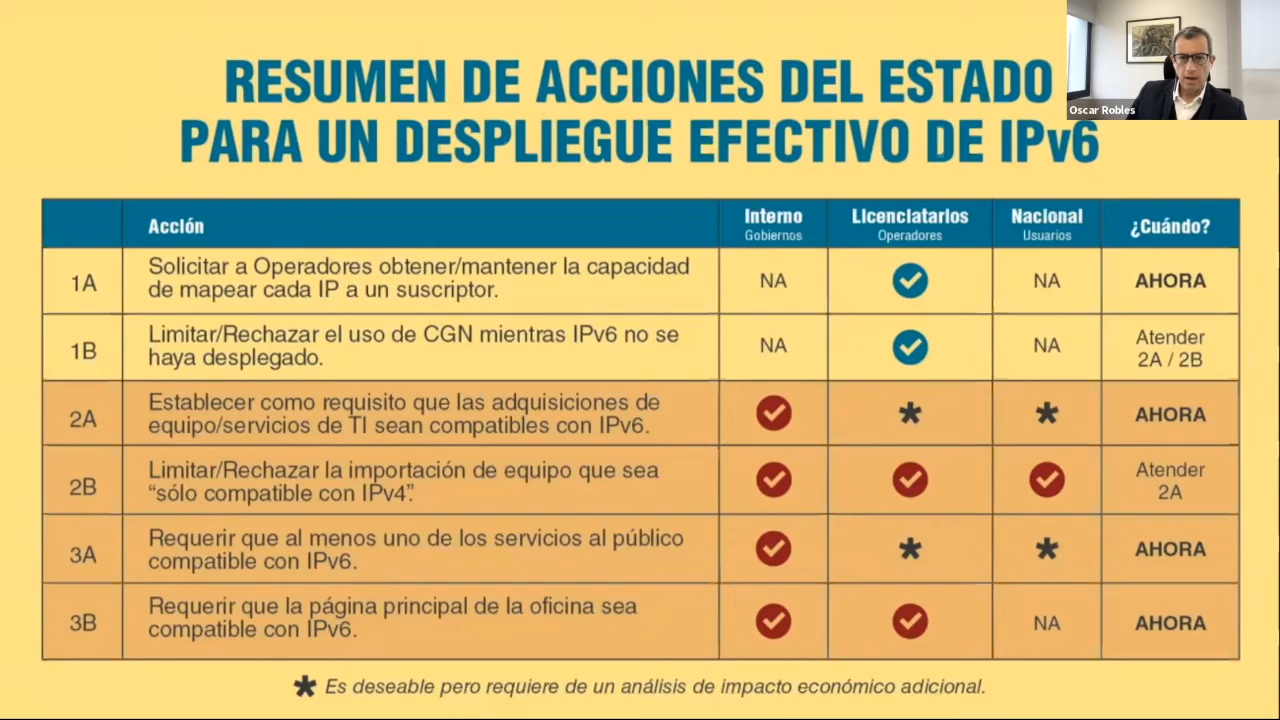 RESUMEN DE ACCIONES DEL ESTADO
PARA UN DESPLIEGUE EFECTIVO DE IPv6
Oscar Robles
Acción
Interno
Gobiernos
Licenciatarios
Operadores
Nacional
Usuarios
¿Cuándo?
1A
Solicitar a Operadores obtener/mantener la capacidad
de mapear cada IP a un suscriptor.
NA
NA
AHORA
1B
Limitar/Rechazar el uso de CGN mientras IPv6 no se
haya desplegado.
NA
NA
Atender
2A / 2B
2A
Establecer como requisito que las adquisiciones de
equipo/servicios de TI sean compatibles con IPv6.
*
*
AHORA
2B
Limitar/Rechazar la importación de equipo que sea
“sólo compatible con IPv4”.
Atender
2A
3A
Requerir que al menos uno de los servicios al público
compatible con IPv6.
*
*
AHORA
3B
Requerir que la página principal de la oficina sea
compatible con IPv6.
NA
AHORA
* Es deseable pero requiere de un análisis de impacto económico adicional.